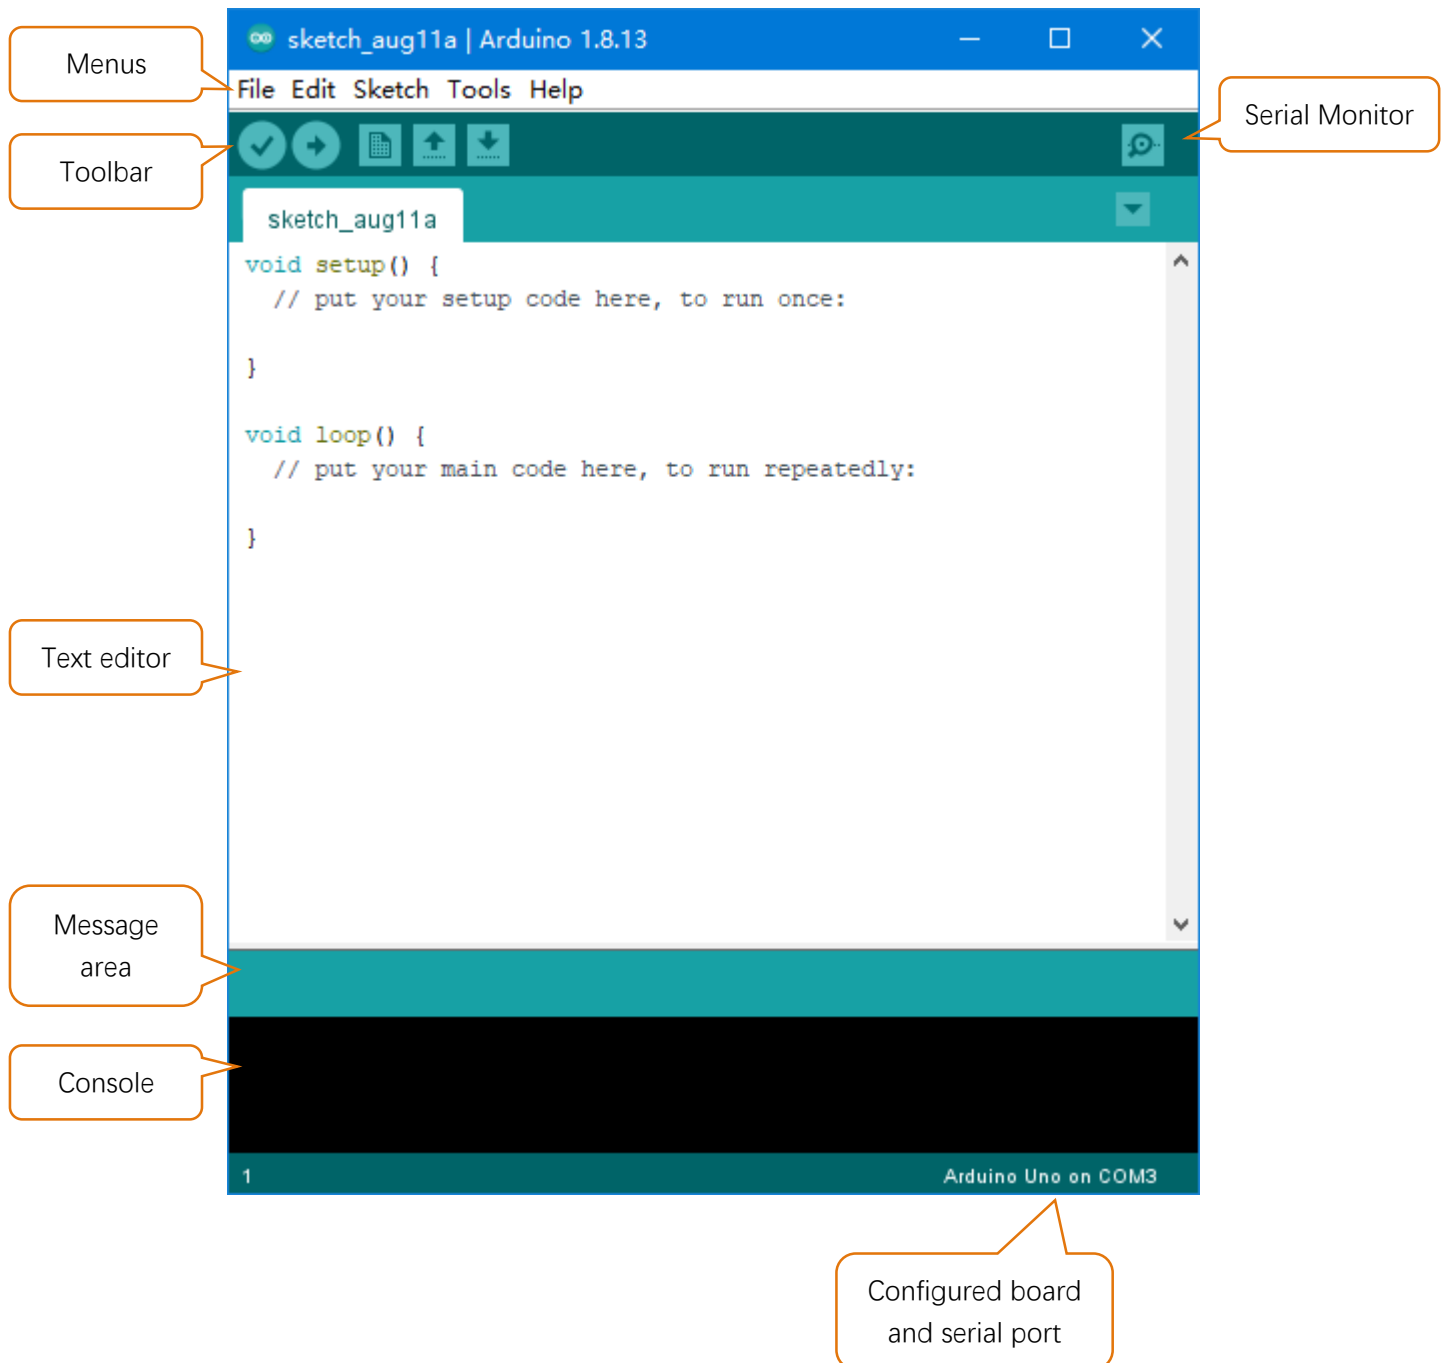 sketch_aug11a | Arduino 1.8.13
Menus
File Edit Sketch Tools Help
Serial Monitor
Toolbar
sketch_aug11a
void setup() {
  // put your setup code here, to run once:
}
void loop() {
  // put your main code here, to run repeatedly:
}
Text editor
Message
area
Console
1
Arduino Uno on COM3
Configured board
and serial port